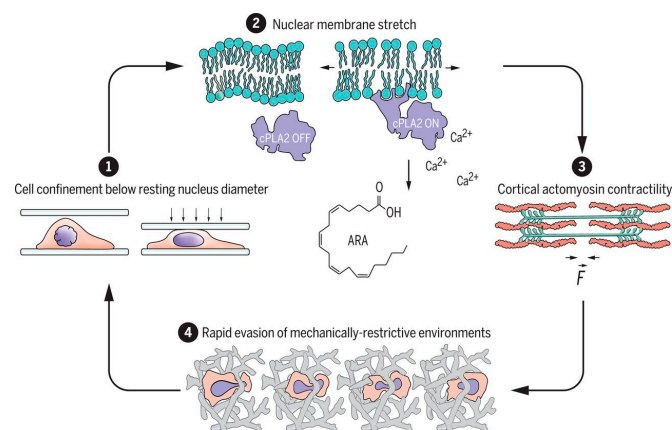 2 Nuclear membrane stretch
cPLA2 OFF
cPLA2 ON
Ca2+
Ca2+
Ca2+
1
Cell confinement below resting nucleus diameter
O
OH
ARA
3
Cortical actomyosin contractility
F
4 Rapid evasion of mechanically-restrictive environments